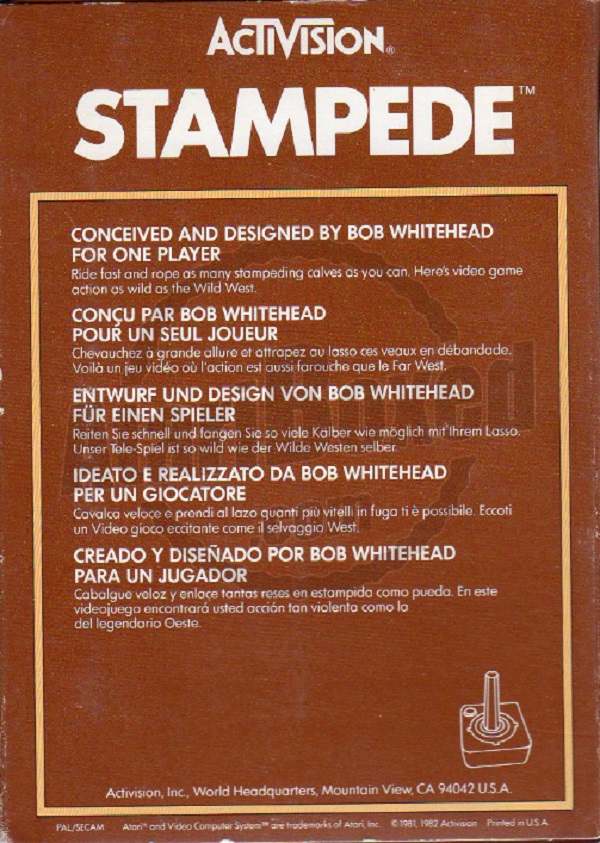 ACTIVISION®
STAMPEDE™
CONCEIVED AND DESIGNED BY BOB WHITEHEAD
FOR ONE PLAYER
Ride fast and rope as many stampeding calves as you can. Here's video game
action as wild as the Wild West.
CONÇU PAR BOB WHITEHEAD
POUR UN SEUL JOUEUR
Chevauchez à grande allure et attrapez au lasso ces veaux en débandade.
Voilà un jeu vidéo où l'action est aussi farouche que le Far West.
ENTWURF UND DESIGN VON BOB WHITEHEAD
FÜR EINEN SPIELER
Reiten Sie schnell und fangen Sie so viele Kälber wie möglich mit Ihrem Lasso.
Unser Tele-Spiel ist so wild wie der Wilde Westen selber.
IDEATO E REALIZZATO DA BOB WHITEHEAD
PER UN GIOCATORE
Cavalca veloce e prendi al lazo quanti più vitelli in fuga ti è possibile. Eccoti
un Video gioco eccitante come il selvaggio West.
CREADO Y DISEÑADO POR BOB WHITEHEAD
PARA UN JUGADOR
Cabalgue veloz y enlace tantas reses en estampida como pueda. En este
videojuego encontrará usted acción tan violenta como la
del legendario Oeste.
Activision, Inc., World Headquarters, Mountain View, CA 94042 U.S.A.
PAL/SECAM Atari® and Video Computer System™ are trademarks of Atari, Inc. © 1981, 1982 Activision Printed in U.S.A.